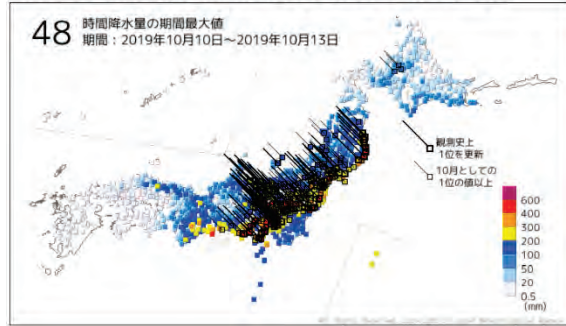 48 時間降水量の期間最大値
期間：2019年10月10日～2019年10月13日
観測史上
1位を更新
10月としての
1位の値以上
600
400
300
200
100
50
20
0.5
(mm)